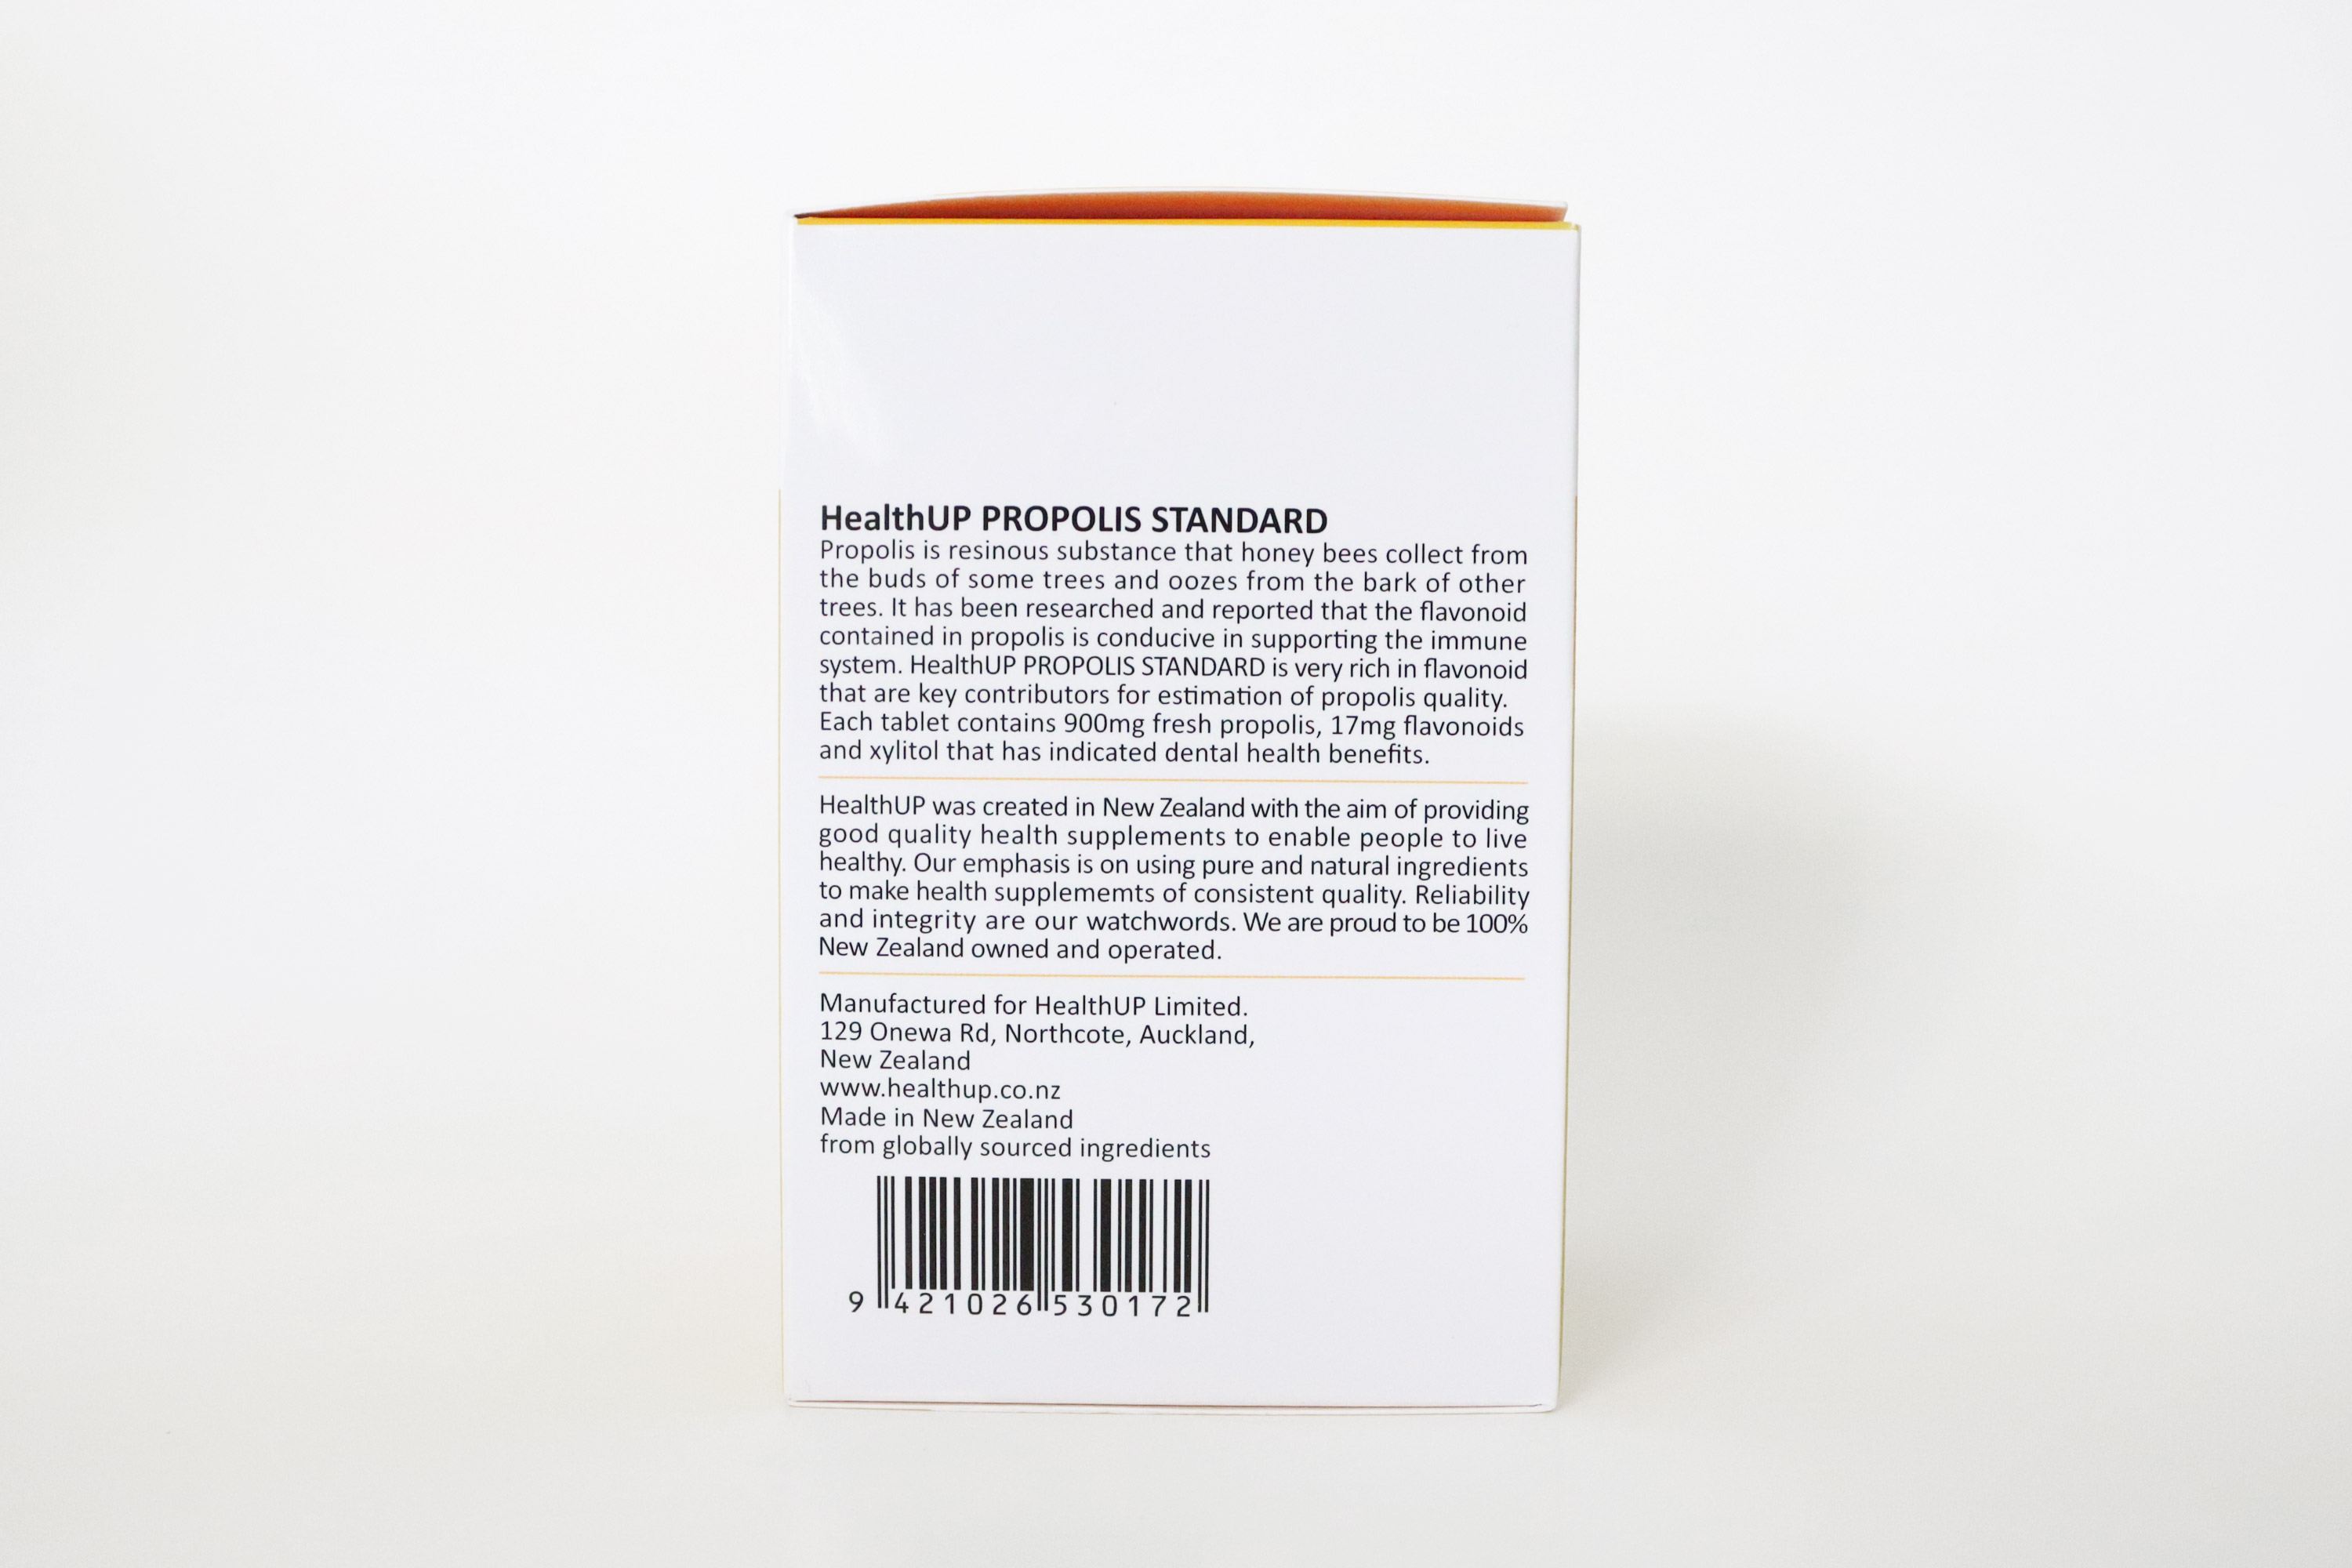 HealthUP PROPOLIS STANDARD
Propolis is resinous substance that honey bees collect from
the buds of some trees and oozes from the bark of other
trees. It has been researched and reported that the flavonoid
contained in propolis is conducive in supporting the immune
system. HealthUP PROPOLIS STANDARD is very rich in flavonoid
that are key contributors for estimation of propolis quality.
Each tablet contains 900mg fresh propolis, 17mg flavonoids
and xylitol that has indicated dental health benefits.
HealthUP was created in New Zealand with the aim of providing
good quality health supplements to enable people to live
healthy. Our emphasis is on using pure and natural ingredients
to make health supplememts of consistent quality. Reliability
and integrity are our watchwords. We are proud to be 100%
New Zealand owned and operated.
Manufactured for HealthUP Limited.
129 Onewa Rd, Northcote, Auckland,
New Zealand
www.healthup.co.nz
Made in New Zealand
from globally sourced ingredients
9 421026 530172